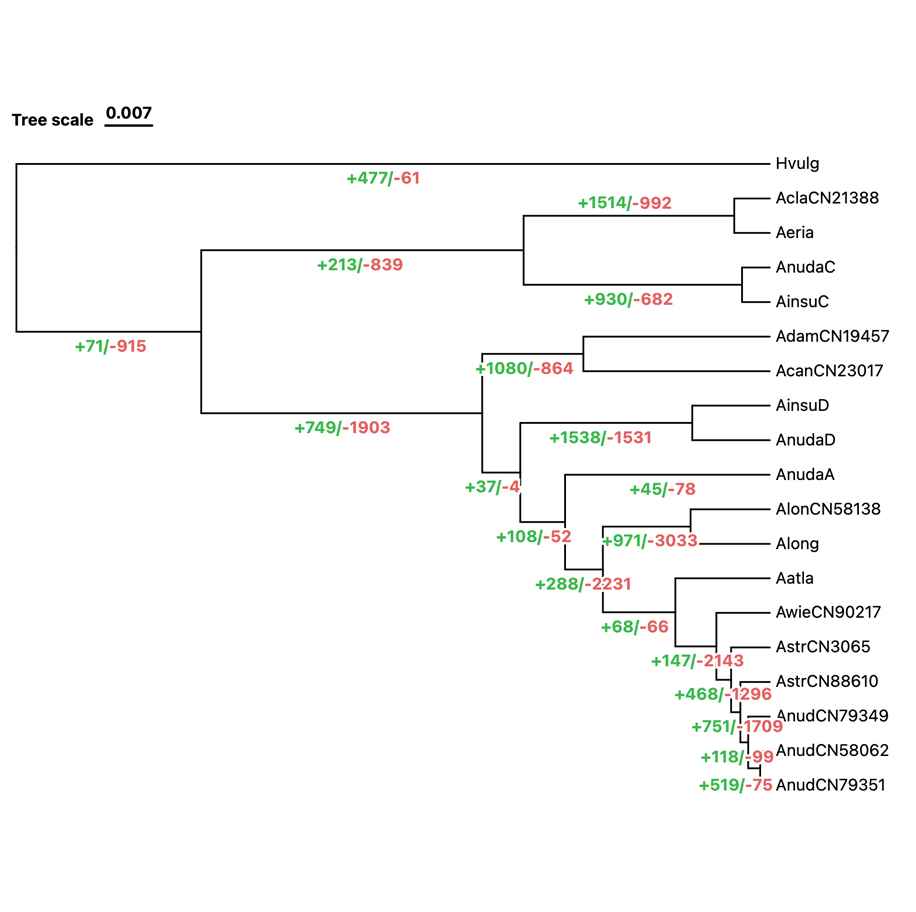 0.007
Tree scale
Hvulg
+477/-61
AclaCN21388
+1514/-992
Aeria
+213/-839
AnudaC
+930/-682
AinsuC
AdamCN19457
+71/-915
+1080/-864
AcanCN23017
AinsuD
+749/-1903
+1538/-1531
AnudaD
AnudaA
+37/-4
+45/-78
AlonCN58138
+108/-52
+971/-3033
Along
Aatla
+288/-2231
AwieCN90217
+68/-66
AstrCN3065
+147/-2143
AstrCN88610
+468/-1296
AnudCN79349
+751/-1709
AnudCN58062
+118/-99
+519/-75
AnudCN79351